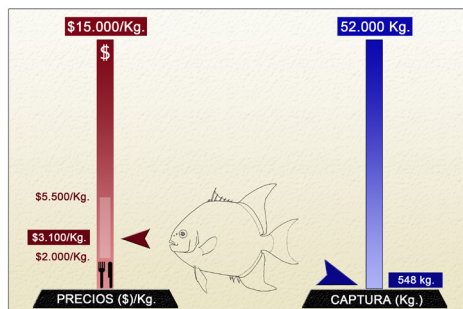 $15.000/Kg.
$
$5.500/Kg.
$3.100/Kg.
$2.000/Kg.
PRECIOS ($)/Kg.
52.000 Kg.
548 kg.
CAPTURA (Kg.)